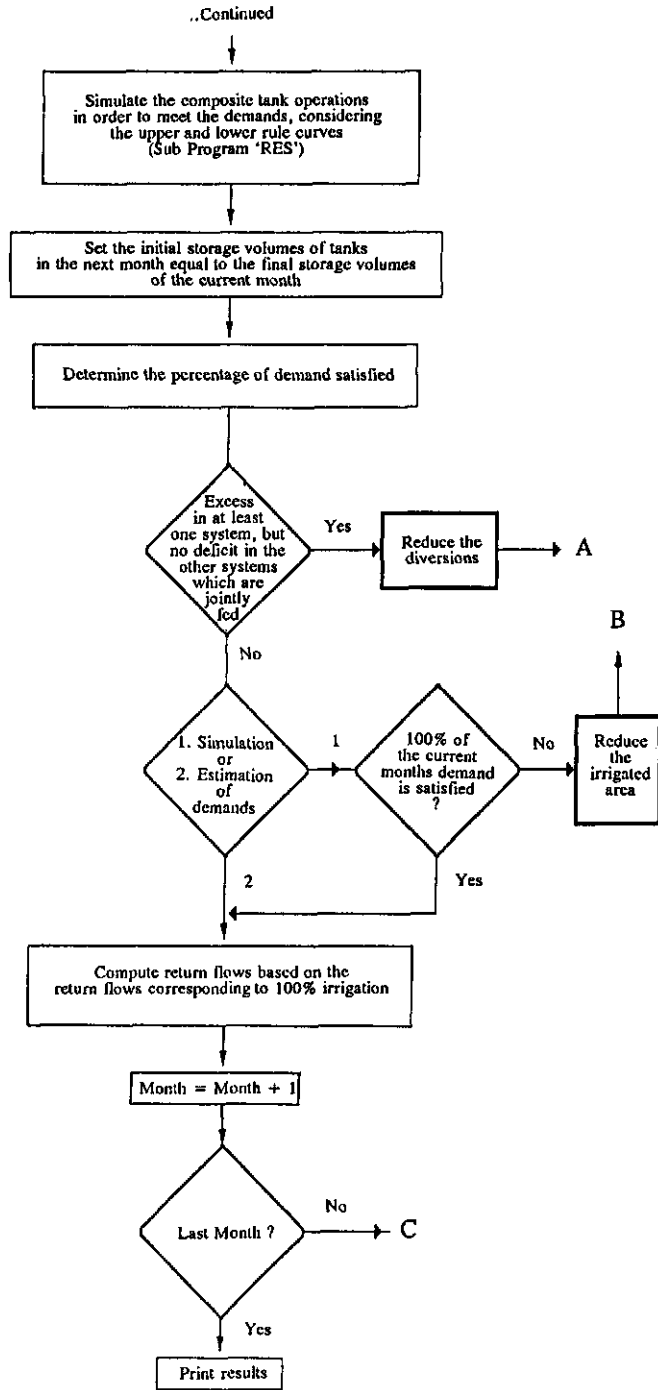 ..Continued
Simulate the composite tank operations
in order to meet the demands, considering
the upper and lower rule curves
(Sub Program ‘RES’)
Set the initial storage volumes of tanks
in the next month equal to the final storage volumes
of the current month
Determine the percentage of demand satisfied
Excess
in at least
one system, but
no deficit in the
other systems
which are
jointly
fed
Yes
Reduce the
diversions
A
No
B
1. Simulation
or
2. Estimation
of
demands
1
100% of
the current
months demand
is satisfied
?
No
Reduce
the
irrigated
area
2
Yes
Compute return flows based on the
return flows corresponding to 100% irrigation
Month = Month + 1
Last Month ?
No
C
Yes
Print results